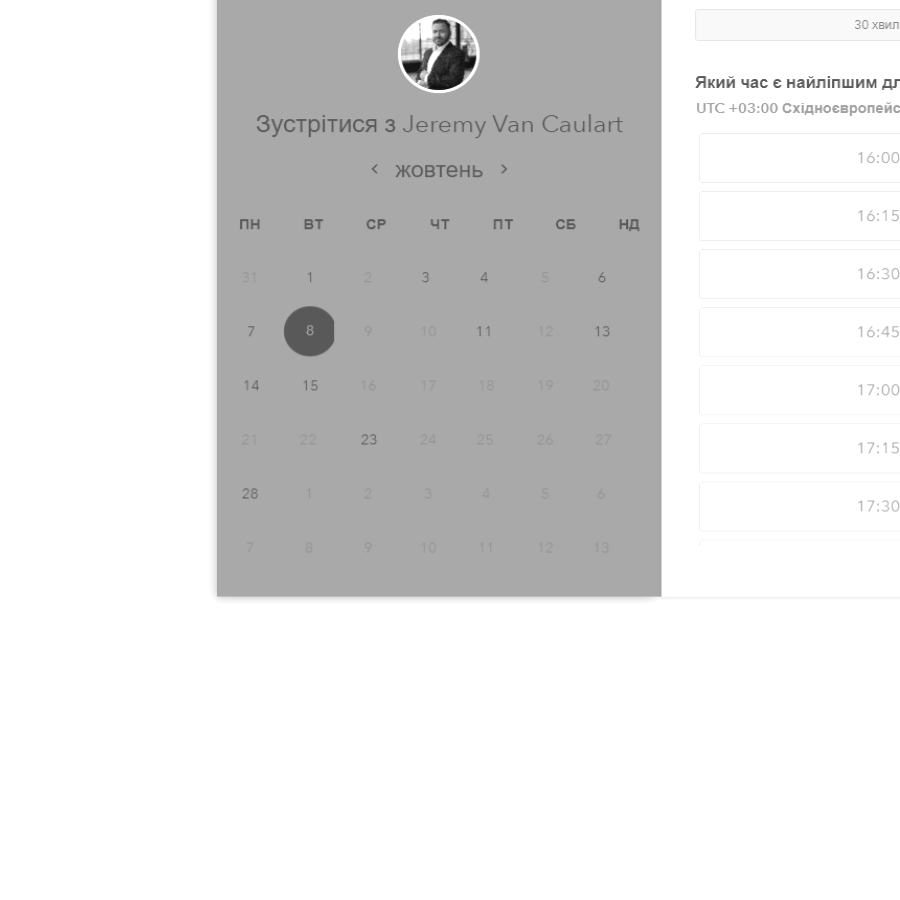 30 хвил
Зустрітися з Jeremy Van Caulart
жовтень
ПН ВТ СР ЧТ ПТ СБ НД
31 1 2 3 4 5 6
7 8 9 10 11 12 13
14 15 16 17 18 19 20
21 22 23 24 25 26 27
28 1 2 3 4 5 6
7 8 9 10 11 12 13
Який час є найліпшим дл
UTC +03:00 Східноєвропейс
16:00
16:15
16:30
16:45
17:00
17:15
17:30